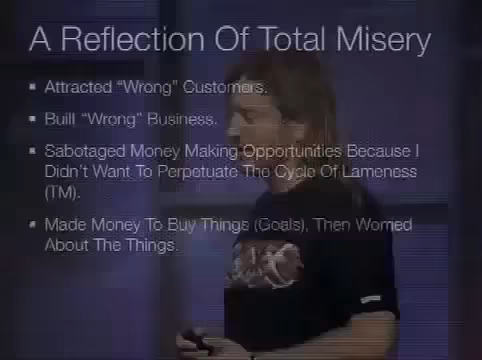 A Reflection Of Total Misery
Attracted “Wrong” Customers.
Built “Wrong” Business.
Sabotaged Money Making Opportunities Because I
Didn't Want To Perpetuate The Cycle Of Lameness
(TM).
Made Money To Buy Things (Goals), Then Worried
About The Things.